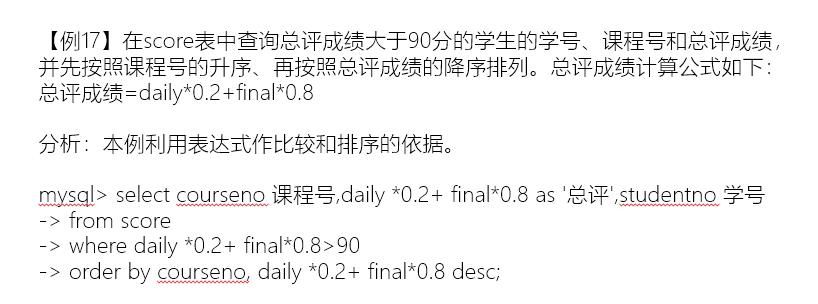 【例17】在score表中查询总评成绩大于90分的学生的学号、课程号和总评成绩，
并先按照课程号的升序、再按照总评成绩的降序排列。总评成绩计算公式如下：
总评成绩=daily*0.2+final*0.8
分析：本例利用表达式作比较和排序的依据。
mysql> select courseno 课程号,daily *0.2+ final*0.8 as '总评',studentno 学号
-> from score
-> where daily *0.2+ final*0.8>90
-> order by courseno, daily *0.2+ final*0.8 desc;